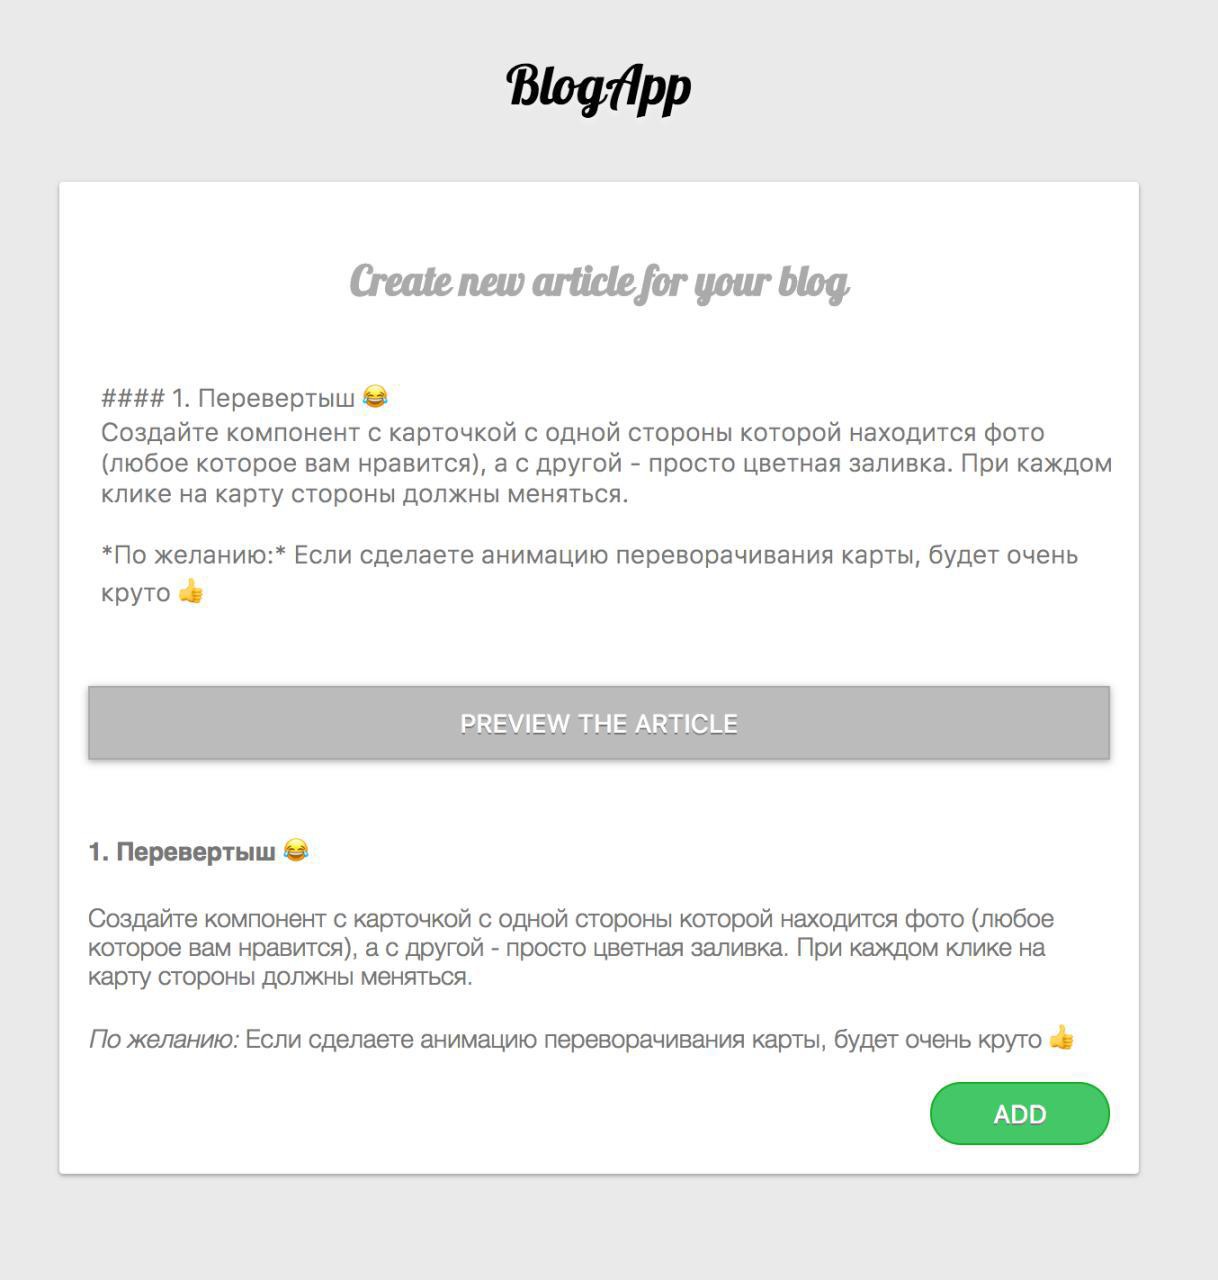 BlogApp
Create new article for your blog
#### 1. Перевертыш 😂
Создайте компонент с карточкой с одной стороны которой находится фото
(любое которое вам нравится), а с другой - просто цветная заливка. При каждом
клике на карту стороны должны меняться.
*По желанию:* Если сделаете анимацию переворачивания карты, будет очень
круто 👍
PREVIEW THE ARTICLE
1. Перевертыш 😂
Создайте компонент с карточкой с одной стороны которой находится фото (любое
которое вам нравится), а с другой - просто цветная заливка. При каждом клике на
карту стороны должны меняться.
По желанию: Если сделаете анимацию переворачивания карты, будет очень круто 👍
ADD